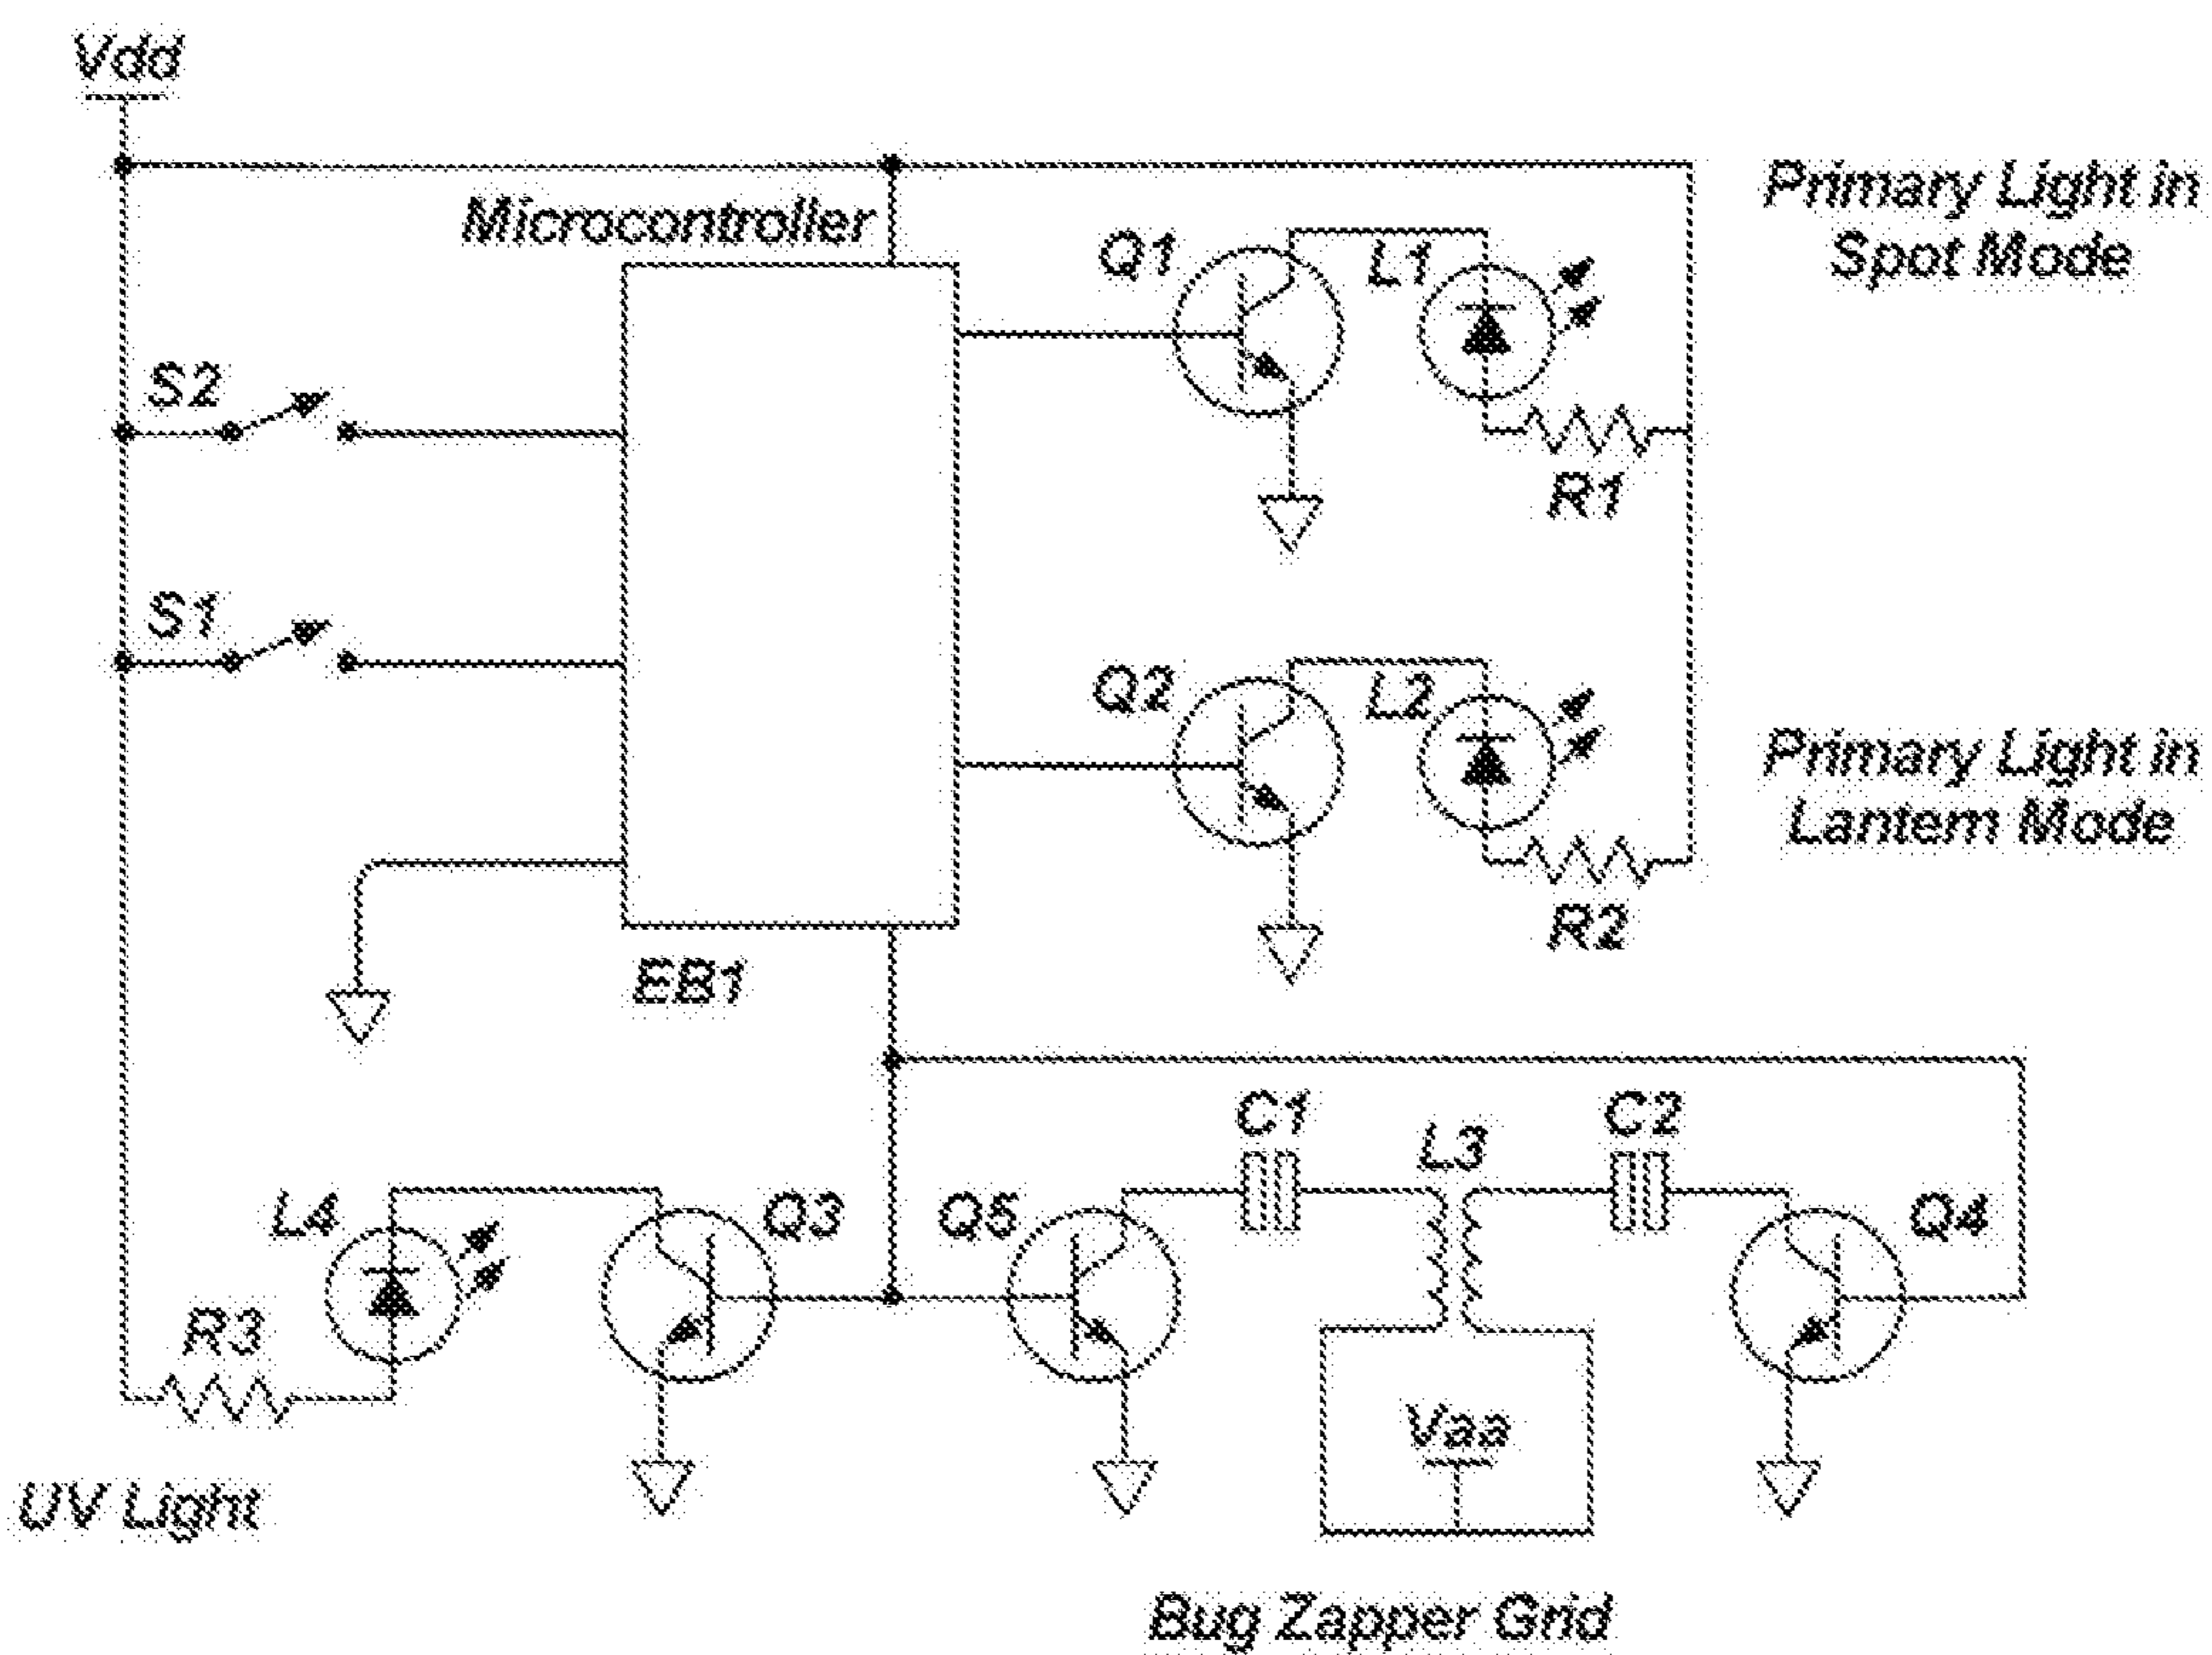 Vdd
Microcontroller
Primary Light in
Spot Mode
Q1
L1
S2
R1
S1
Q2
L2
Primary Light in
Lantern Mode
R2
EB1
C1
L3
C2
L4
Q3
Q5
Q4
R3
Vaa
UV Light
Bug Zapper Grid